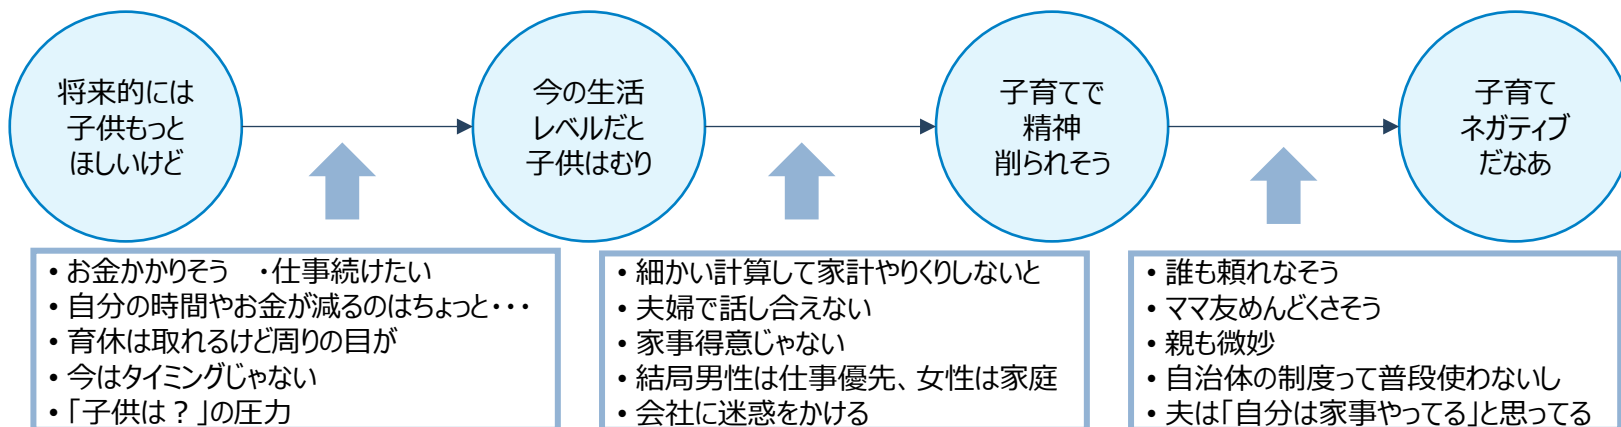 将来的には
子供もっと
ほしいけど
今の生活
レベルだと
子供はむり
子育てで
精神
削られそう
子育て
ネガティブ
だなあ
• お金かかりそう　・仕事続けたい
• 自分の時間やお金が減るのはちょっと・・・
• 育休は取れるけど周りの目が
• 今はタイミングじゃない
• 「子供は？」の圧力
• 細かい計算して家計やりくりしないと
• 夫婦で話し合えない
• 家事得意じゃない
• 結局男性は仕事優先、女性は家庭
• 会社に迷惑をかける
• 誰も頼れなそう
• ママ友めんどくさそう
• 親も微妙
• 自治体の制度って普段使わないし
• 夫は「自分は家事やってる」と思ってる